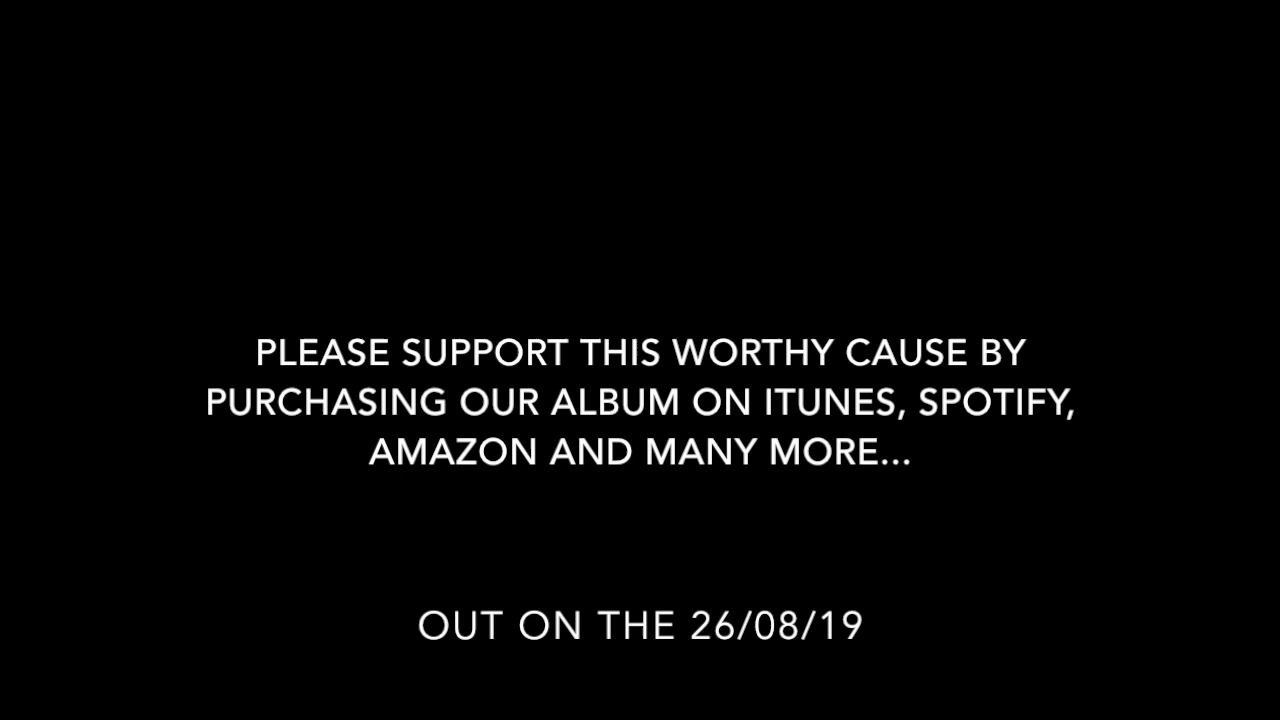 PLEASE SUPPORT THIS WORTHY CAUSE BY
PURCHASING OUR ALBUM ON ITUNES, SPOTIFY,
AMAZON AND MANY MORE...
OUT ON THE 26/08/19